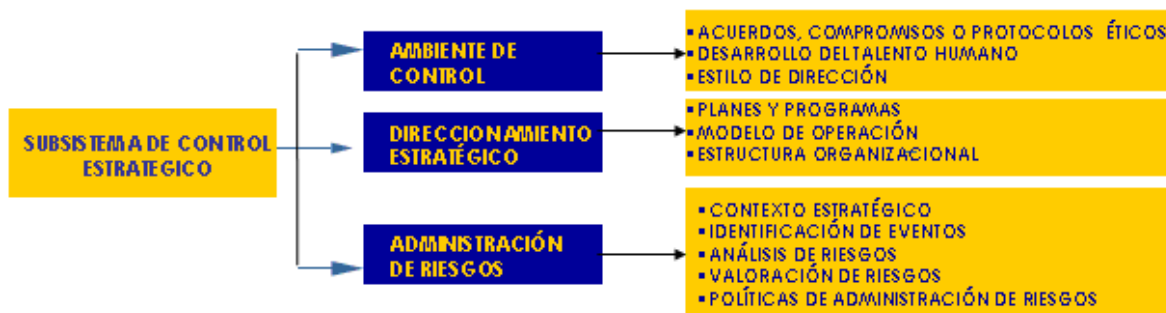 SUBSISTEMA DE CONTROL
ESTRATEGICO
AMBIENTE DE
CONTROL
▪ ACUERDOS, COMPROMISOS O PROTOCOLOS ÉTICOS
▪ DESARROLLO DEL TALENTO HUMANO
▪ ESTILO DE DIRECCIÓN
DIRECCIONAMIENTO
ESTRATÉGICO
▪ PLANES Y PROGRAMAS
▪ MODELO DE OPERACIÓN
▪ ESTRUCTURA ORGANIZACIONAL
ADMINISTRACIÓN
DE RIESGOS
▪ CONTEXTO ESTRATÉGICO
▪ IDENTIFICACIÓN DE EVENTOS
▪ ANÁLISIS DE RIESGOS
▪ VALORACIÓN DE RIESGOS
▪ POLÍTICAS DE ADMINISTRACIÓN DE RIESGOS